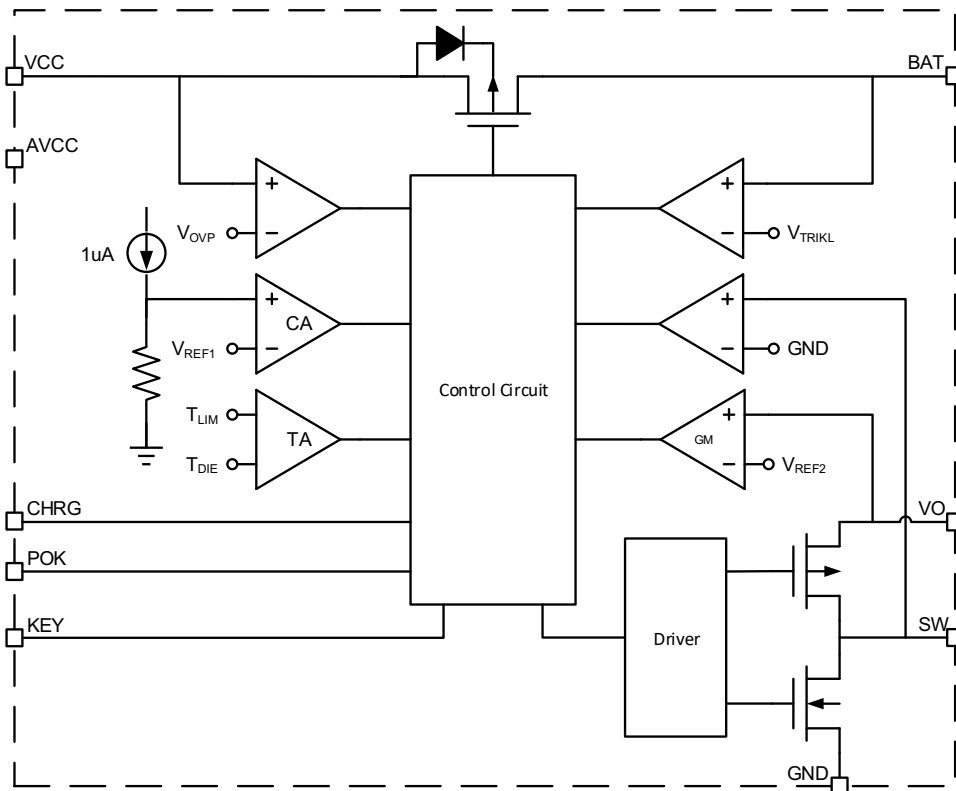 VCC
BAT
AVCC
+
−
VOVP
+
−
VTRIKL
1uA
+
CA
−
VREF1
+
−
GND
Control Circuit
TLIM
TA
TDIE
+
GM
−
VREF2
CHRG
VO
POK
KEY
Driver
SW
GND